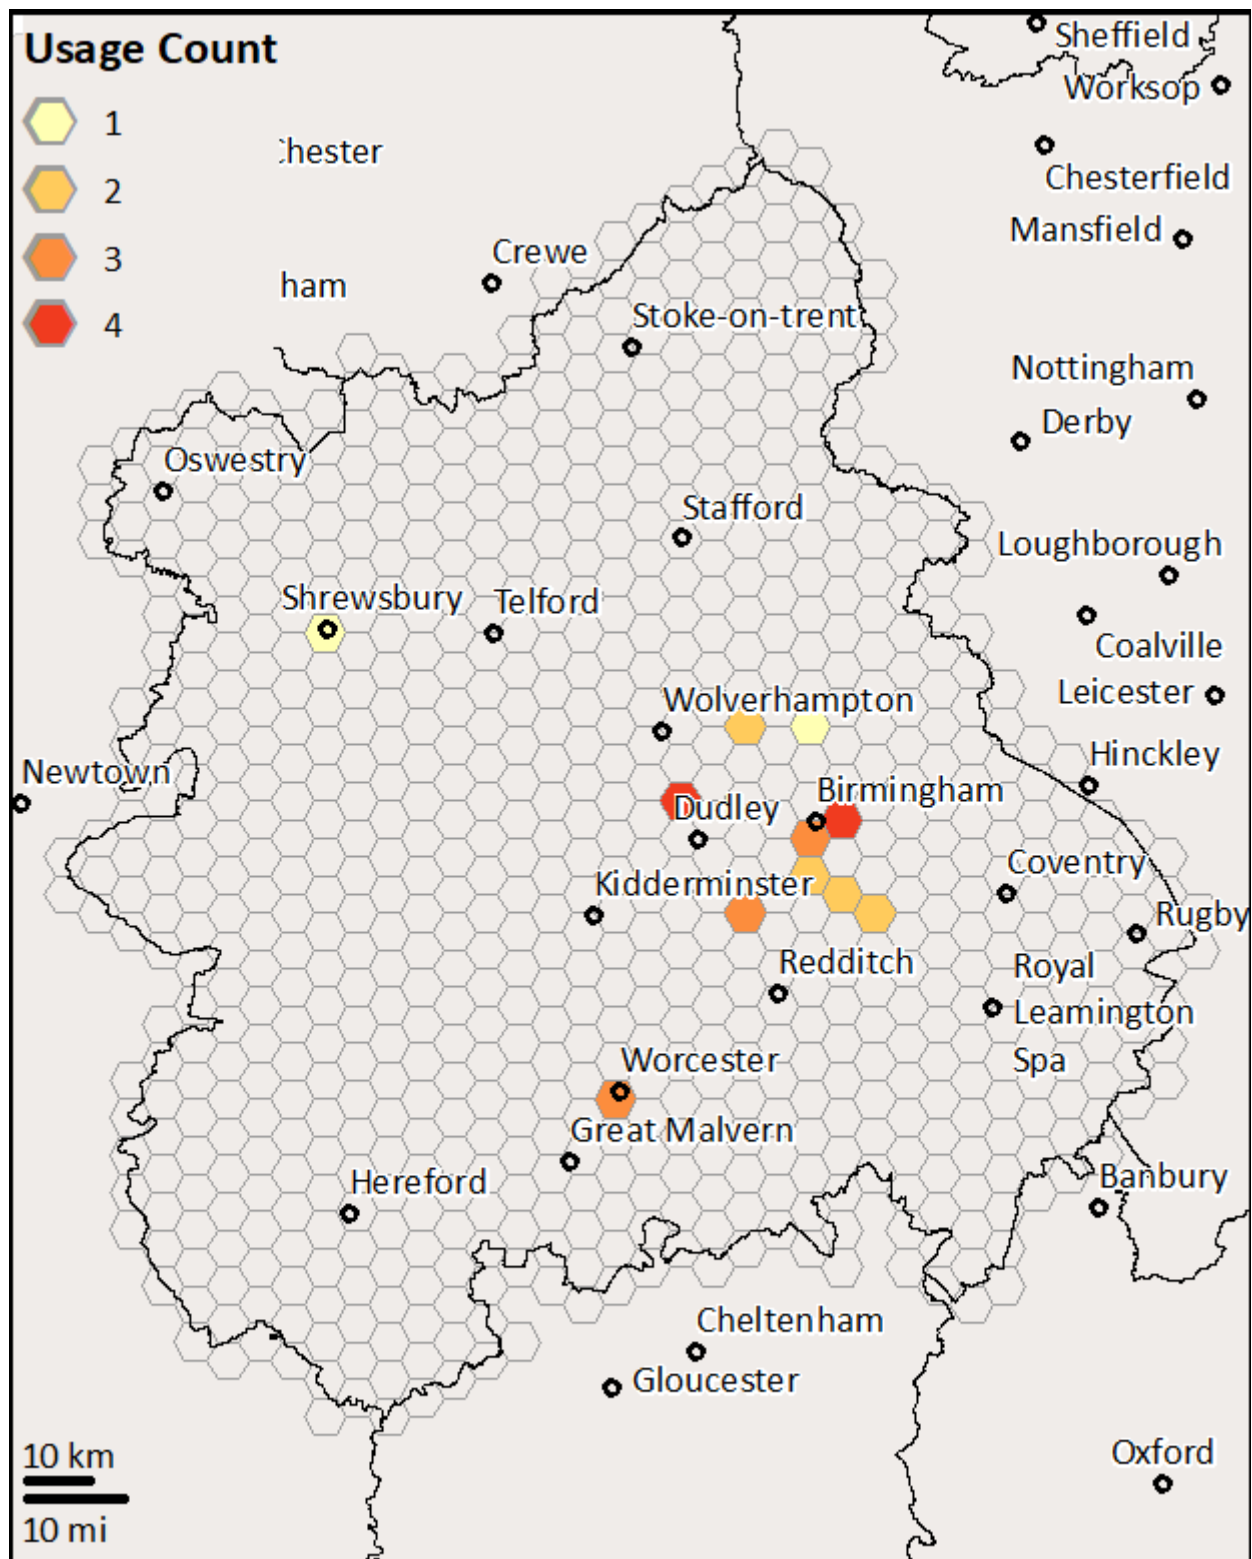 Usage Count
1
2
3
4
Sheffield
Worksop
Chesterfield
Mansfield
hester
Crewe
ham
Stoke-on-trent
Nottingham
Derby
Oswestry
Stafford
Loughborough
Shrewsbury
Telford
Coalville
Leicester
Wolverhampton
Hinckley
Newtown
Birmingham
Dudley
Coventry
Kidderminster
Rugby
Redditch
Royal
Leamington
Spa
Worcester
Great Malvern
Hereford
Banbury
Cheltenham
Gloucester
Oxford
10 km
10 mi